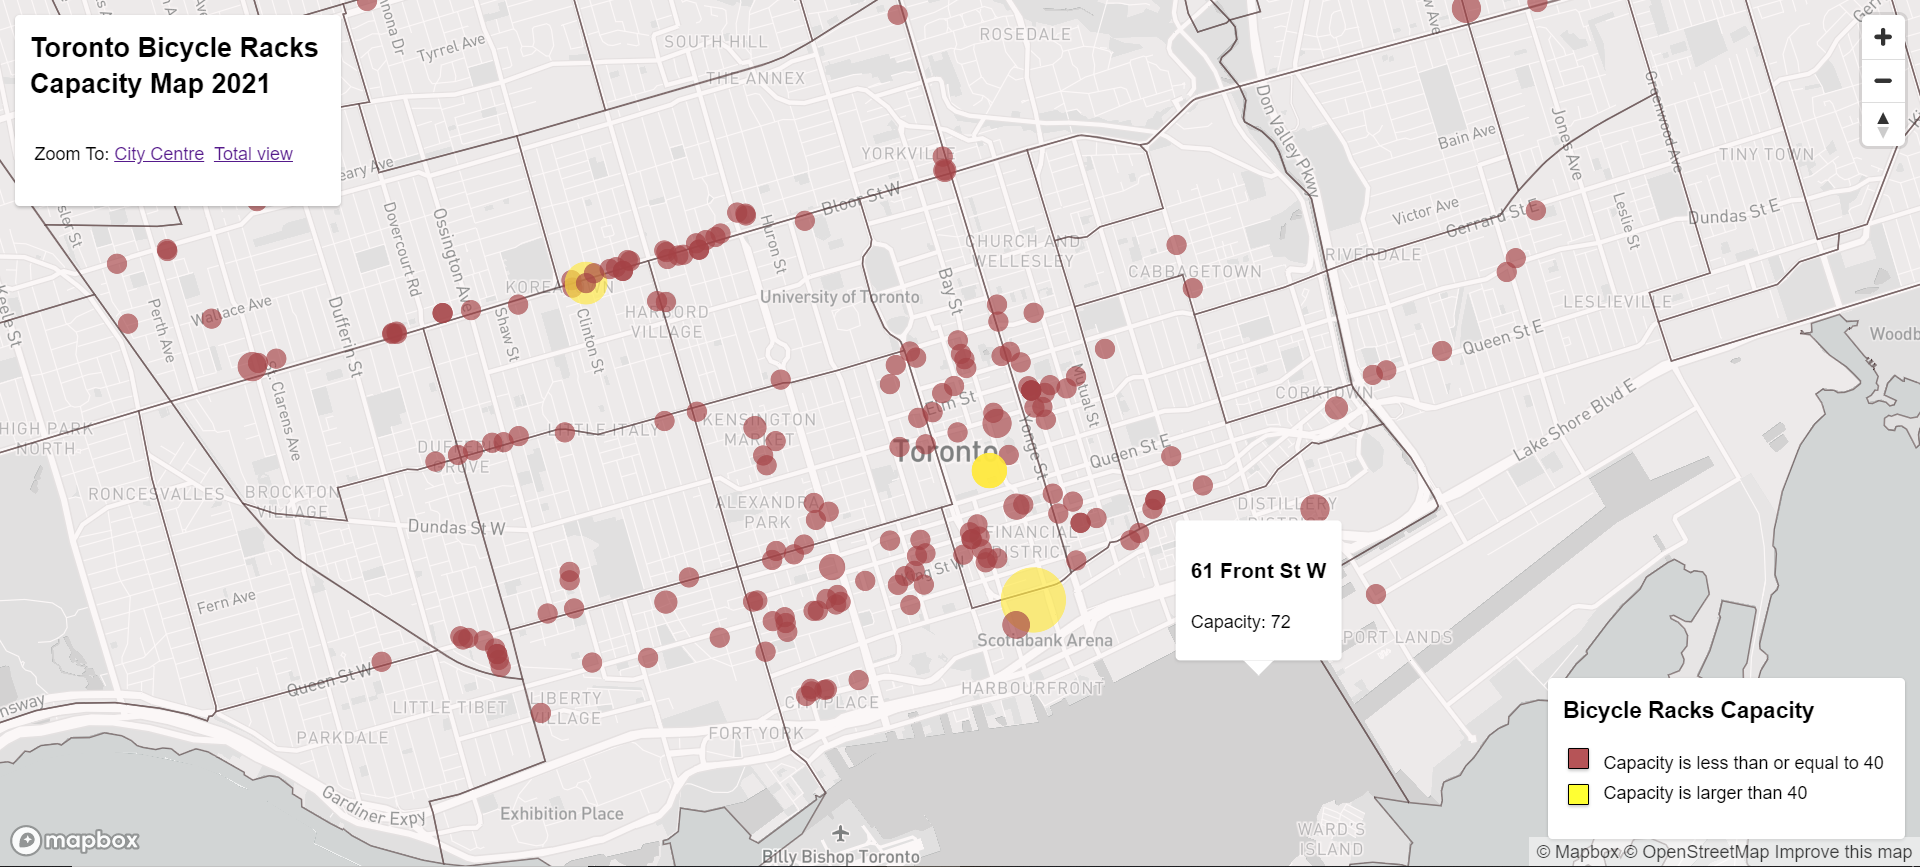 Toronto Bicycle Racks
Capacity Map 2021
Zoom To: City Centre Total view
Tyrrel Ave
SOUTH HILL
ROSEDALE
THE ANNEX
YORKVILLE
Bloor St W
Huron St
Don Valley Pkwy
Bain Ave
Jones Ave
Greenwood Ave
TINY TOWN
Victor Ave
Gerrard St E
Leslie St
Dundas St E
RIVERDALE
LESLIEVILLE
Queen St E
CHURCH AND
WELLESLEY
CABBAGETOWN
Bay St
University of Toronto
HARBORD
VILLAGE
Dovercourt Rd
Ossington Ave
Wallace Ave
Perth Ave
Dufferin St
Shaw St
Clinton St
Keele St
St. Clarens Ave
HIGH PARK
NORTH
RONCESVALLES
BROCKTON
VILLAGE
LITTLE ITALY
KENSINGTON
MARKET
Elm St
Toronto
Yonge St
Mutual St
Queen St E
CORKTOWN
Lake Shore Blvd E
ALEXANDRA
PARK
Dundas St W
FINANCIAL
DISTRICT
DISTILLERY
DISTRICT
King St W
61 Front St W
Capacity: 72
Scotiabank Arena
PORT LANDS
Fern Ave
Queen St W
LITTLE TIBET
LIBERTY
VILLAGE
CITYPLACE
HARBOURFRONT
FORT YORK
PARKDALE
Gardiner Expy
Exhibition Place
Billy Bishop Toronto
WARD'S
ISLAND
Bicycle Racks Capacity
Capacity is less than or equal to 40
Capacity is larger than 40
mapbox
© Mapbox © OpenStreetMap Improve this map